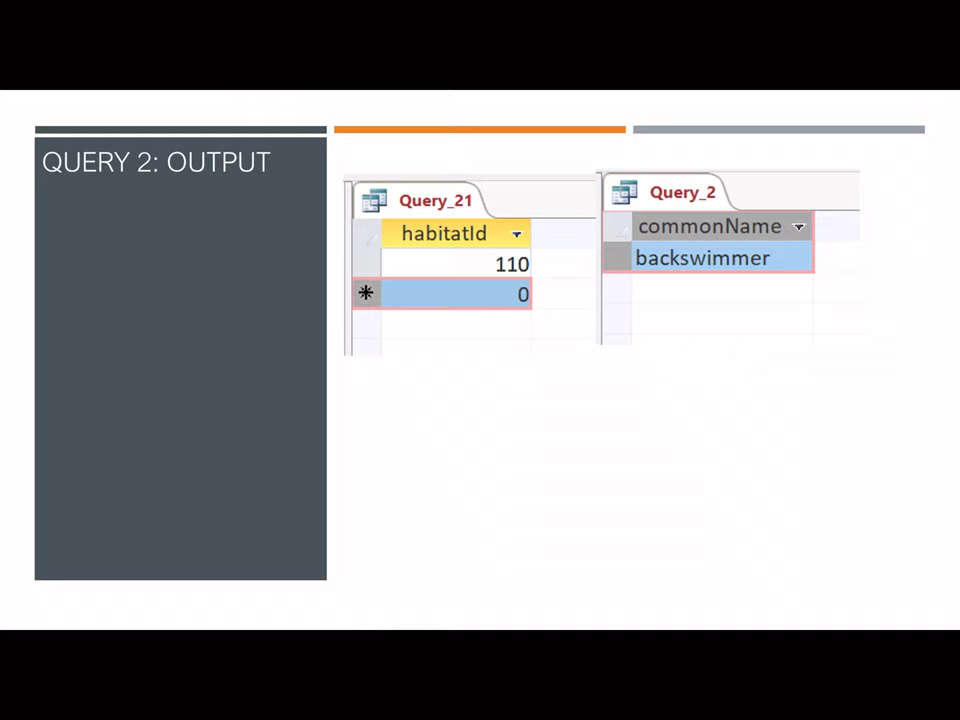 QUERY 2: OUTPUT
Query_21
habitatId
110
0
Query_2
commonName
backswimmer